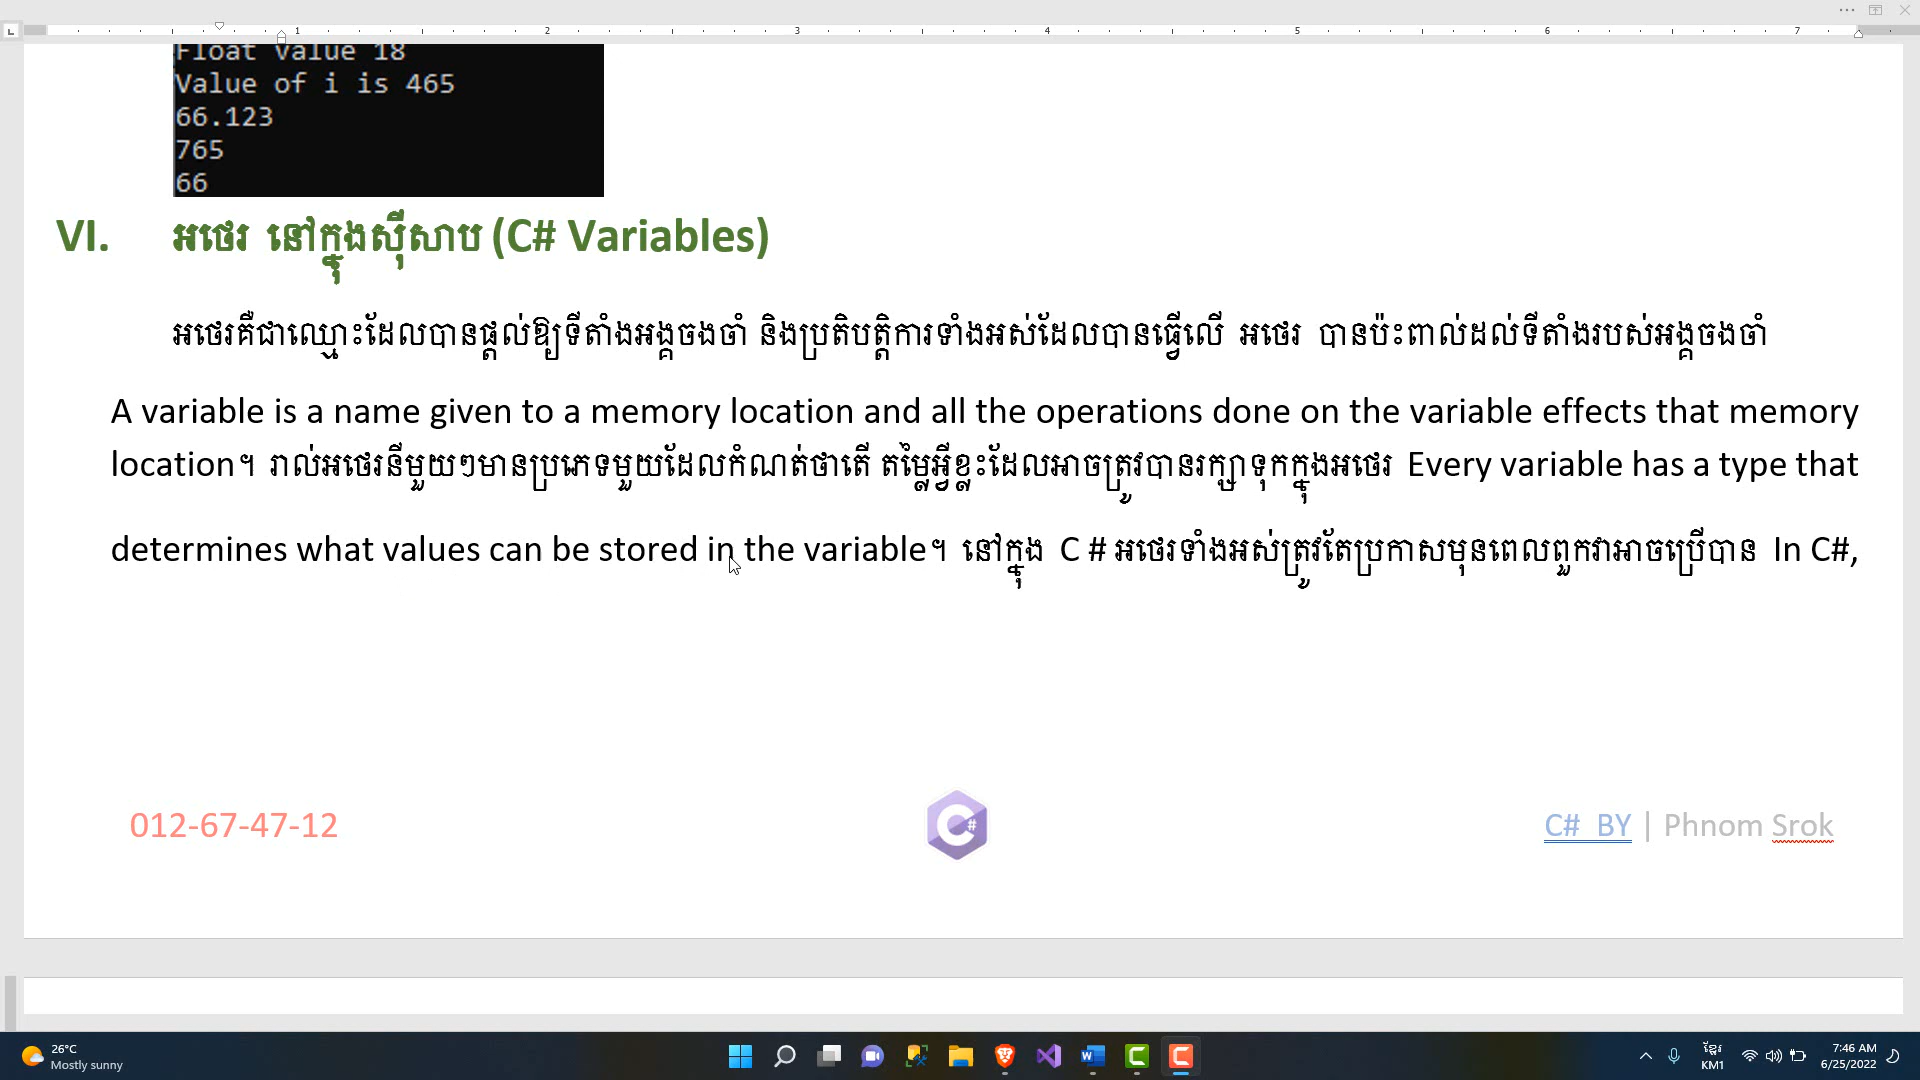 1 2 3 4 5 6 7
Float Value 18
Value of i is 465
66.123
765
66
VI. អថេរ នៅក្នុងស៊ីសាប (C# Variables)
អថេរគឺជាឈ្មោះដែលបានផ្តល់ឱ្យទីតាំងអង្គចងចាំ និងប្រតិបត្តិការទាំងអស់ដែលបានធ្វើលើ អថេរ បានប៉ះពាល់ដល់ទីតាំងរបស់អង្គចងចាំ
A variable is a name given to a memory location and all the operations done on the variable effects that memory
location។ រាល់អថេរនីមួយៗមានប្រភេទមួយដែលកំណត់ថាតើ តម្លៃអ្វីខ្លះដែលអាចត្រូវបានរក្សាទុកក្នុងអថេរ Every variable has a type that
determines what values can be stored in the variable។ នៅក្នុង C # អថេរទាំងអស់ត្រូវតែប្រកាសមុនពេលពួកវាអាចប្រើបាន In C#,
012-67-47-12
C#
C# BY | Phnom Srok
26°C
Mostly sunny
ខ្មែរ
KM1
7:46 AM
6/25/2022